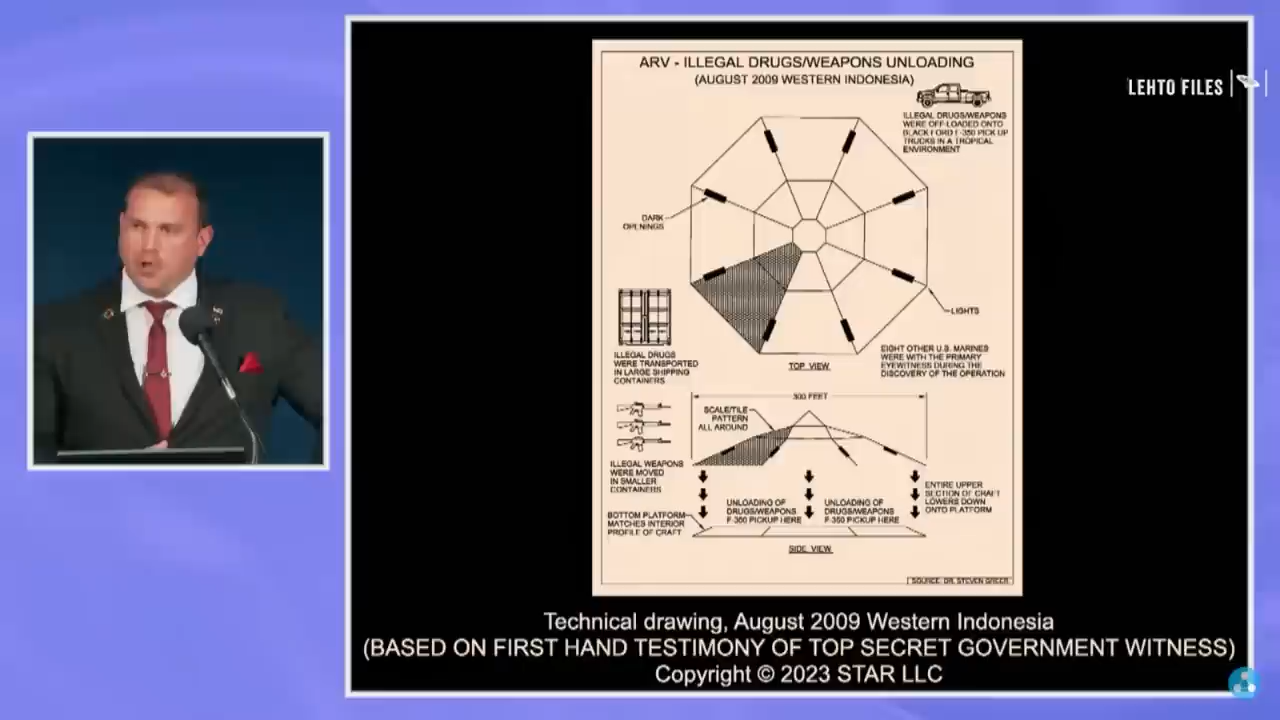 LEHTO FILES
ARV - ILLEGAL DRUGS/WEAPONS UNLOADING
(AUGUST 2009 WESTERN INDONESIA)
ILLEGAL DRUGS/WEAPONS
WERE OFF-LOADED ONTO
BLACK FORD F-350 PICK UP
TRUCKS IN A TROPICAL
ENVIRONMENT
DARK
OPENINGS
LIGHTS
ILLEGAL DRUGS
WERE TRANSPORTED
IN LARGE SHIPPING
CONTAINERS
TOP VIEW
EIGHT OTHER U.S. MARINES
WERE WITH THE PRIMARY
EYEWITNESS DURING THE
DISCOVERY OF THE OPERATION
300 FEET
SCALE/TILE
PATTERN
ALL AROUND
ILLEGAL WEAPONS
WERE MOVED
IN SMALLER
CONTAINERS
ENTIRE UPPER
SECTION OF CRAFT
LOWERS DOWN
ONTO PLATFORM
UNLOADING OF
DRUGS/WEAPONS
F-350 PICKUP HERE
UNLOADING OF
DRUGS/WEAPONS
F-350 PICKUP HERE
BOTTOM PLATFORM
MATCHES INTERIOR
PROFILE OF CRAFT
SIDE VIEW
SOURCE: DR. STEVEN GREER
Technical drawing, August 2009 Western Indonesia
(BASED ON FIRST HAND TESTIMONY OF TOP SECRET GOVERNMENT WITNESS)
Copyright © 2023 STAR LLC